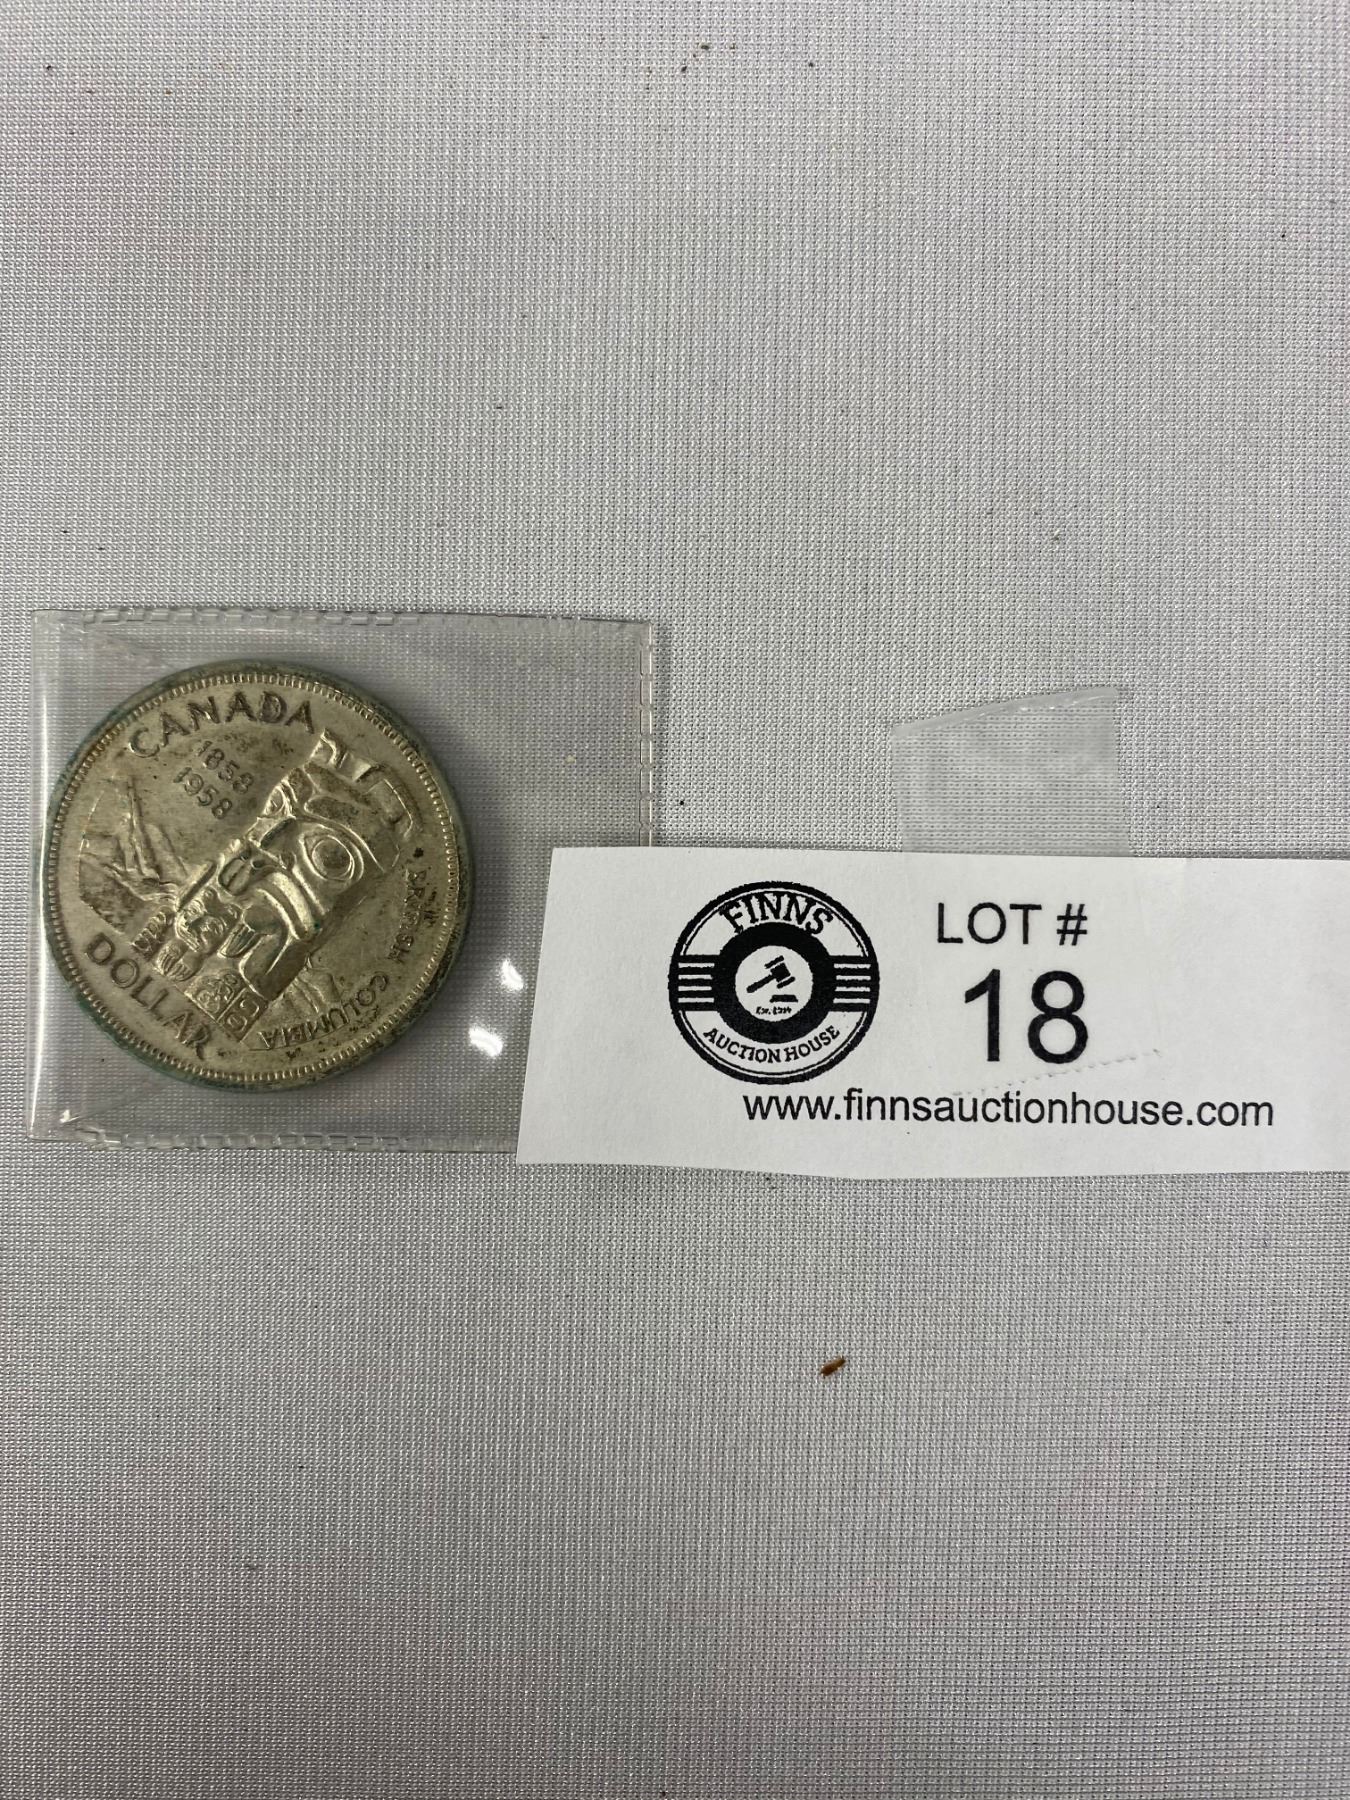 CANADA
1858
1958
BRITISH COLUMBIA
DOLLAR
FINNS
AUCTION HOUSE
LOT #
18
www.finnsauctionhouse.com